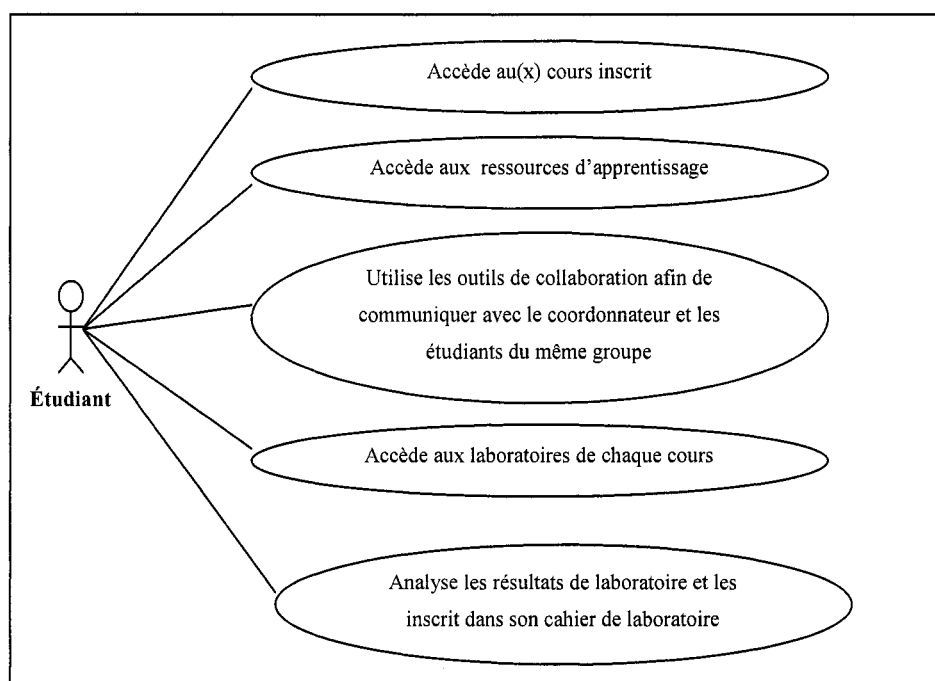 Accède au(x) cours inscrit
Accède aux ressources d'apprentissage
Utilise les outils de collaboration afin de
communiquer avec le coordonnateur et les
étudiants du même groupe
Étudiant
Accède aux laboratoires de chaque cours
Analyse les résultats de laboratoire et les
inscrit dans son cahier de laboratoire